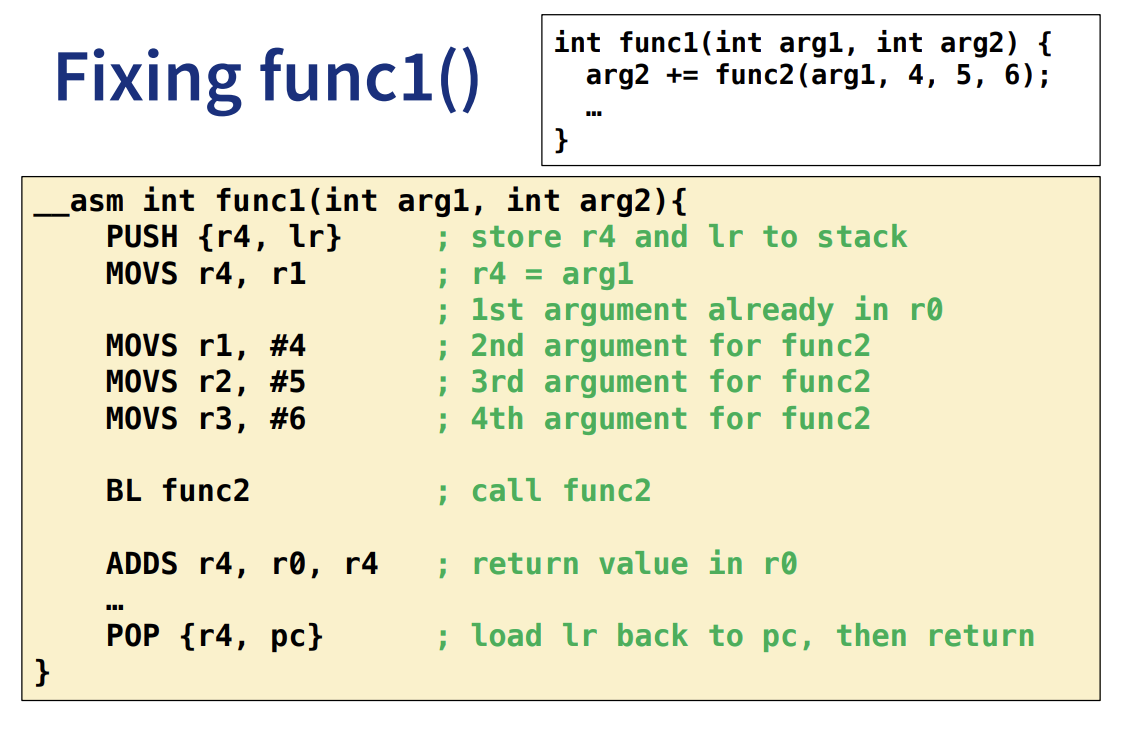 Fixing func1()
int func1(int arg1, int arg2) {
  arg2 += func2(arg1, 4, 5, 6);
  …
}
__asm int func1(int arg1, int arg2){
    PUSH {r4, lr}     ; store r4 and lr to stack
    MOVS r4, r1       ; r4 = arg1
                      ; 1st argument already in r0
    MOVS r1, #4       ; 2nd argument for func2
    MOVS r2, #5       ; 3rd argument for func2
    MOVS r3, #6       ; 4th argument for func2
    BL func2          ; call func2
    ADDS r4, r0, r4   ; return value in r0
    …
    POP {r4, pc}      ; load lr back to pc, then return
}